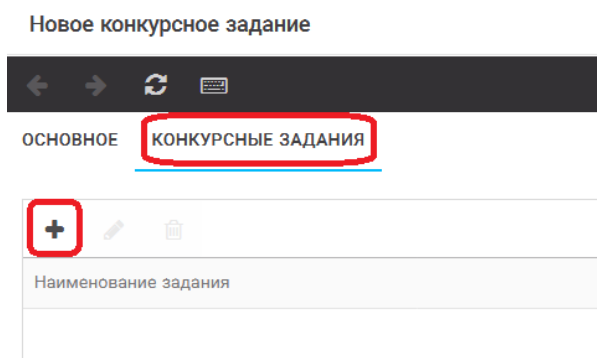 Новое конкурсное задание
ОСНОВНОЕ КОНКУРСНЫЕ ЗАДАНИЯ
Наименование задания